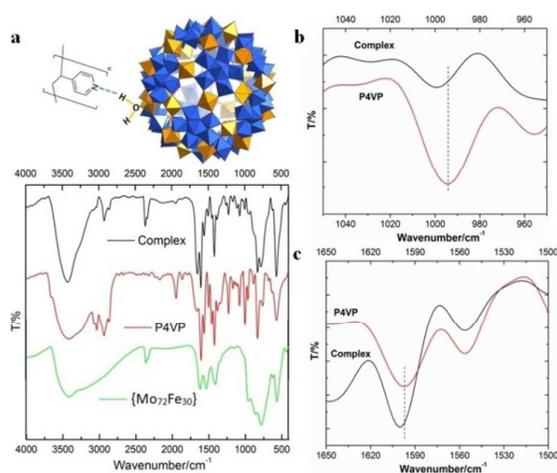 a
n
N
H
O
H
4000 3500 3000 2500 2000 1500 1000 500
Complex
P4VP
{Mo72Fe30}
T/%
4000 3500 3000 2500 2000 1500 1000 500
Wavenumber/cm-1
b
1040 1020 1000 980 960
Complex
P4VP
T/%
1040 1020 1000 980 960
Wavenumber/cm-1
c
1650 1620 1590 1560 1530 1500
P4VP
Complex
T/%
1650 1620 1590 1560 1530 1500
Wavenumber/cm-1